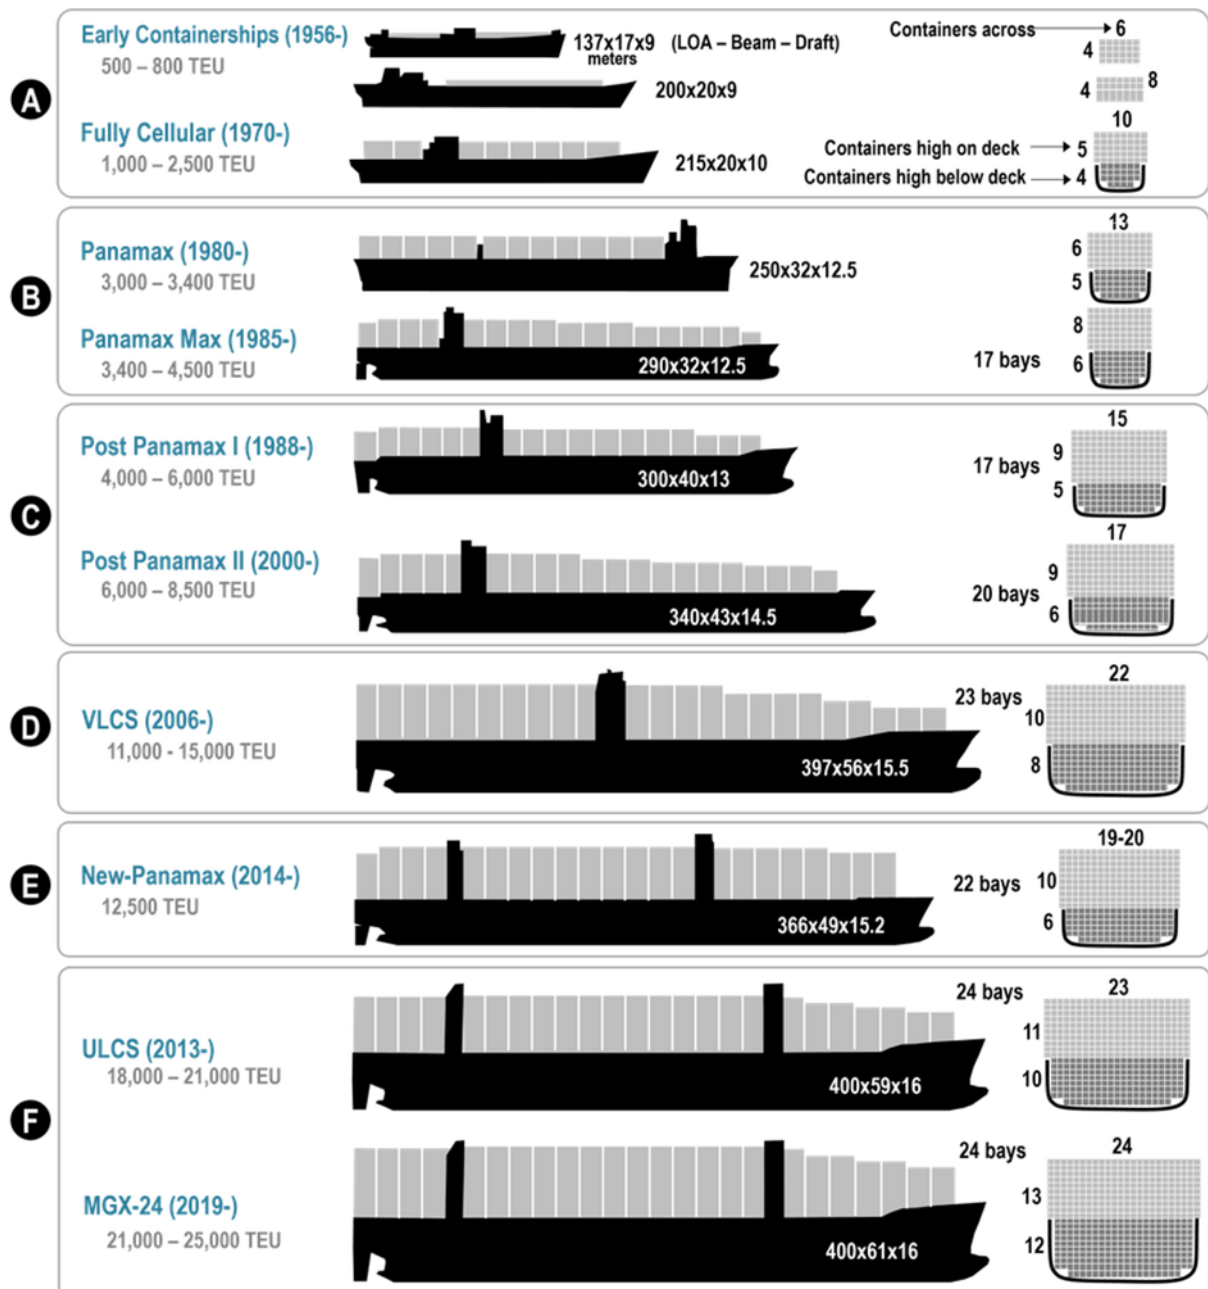 A
Early Containerships (1956-)
500 – 800 TEU
137x17x9 (LOA – Beam – Draft)
meters
200x20x9
Containers across
6
4
4
8
Fully Cellular (1970-)
1,000 – 2,500 TEU
215x20x10
10
Containers high on deck
5
Containers high below deck
4
B
Panamax (1980-)
3,000 – 3,400 TEU
250x32x12.5
13
6
5
Panamax Max (1985-)
3,400 – 4,500 TEU
290x32x12.5
17 bays
8
6
C
Post Panamax I (1988-)
4,000 – 6,000 TEU
300x40x13
17 bays
15
9
5
Post Panamax II (2000-)
6,000 – 8,500 TEU
340x43x14.5
20 bays
17
9
6
D
VLCS (2006-)
11,000 - 15,000 TEU
397x56x15.5
23 bays
22
10
8
E
New-Panamax (2014-)
12,500 TEU
366x49x15.2
22 bays
19-20
10
6
F
ULCS (2013-)
18,000 – 21,000 TEU
400x59x16
24 bays
23
11
10
MGX-24 (2019-)
21,000 – 25,000 TEU
400x61x16
24 bays
24
13
12